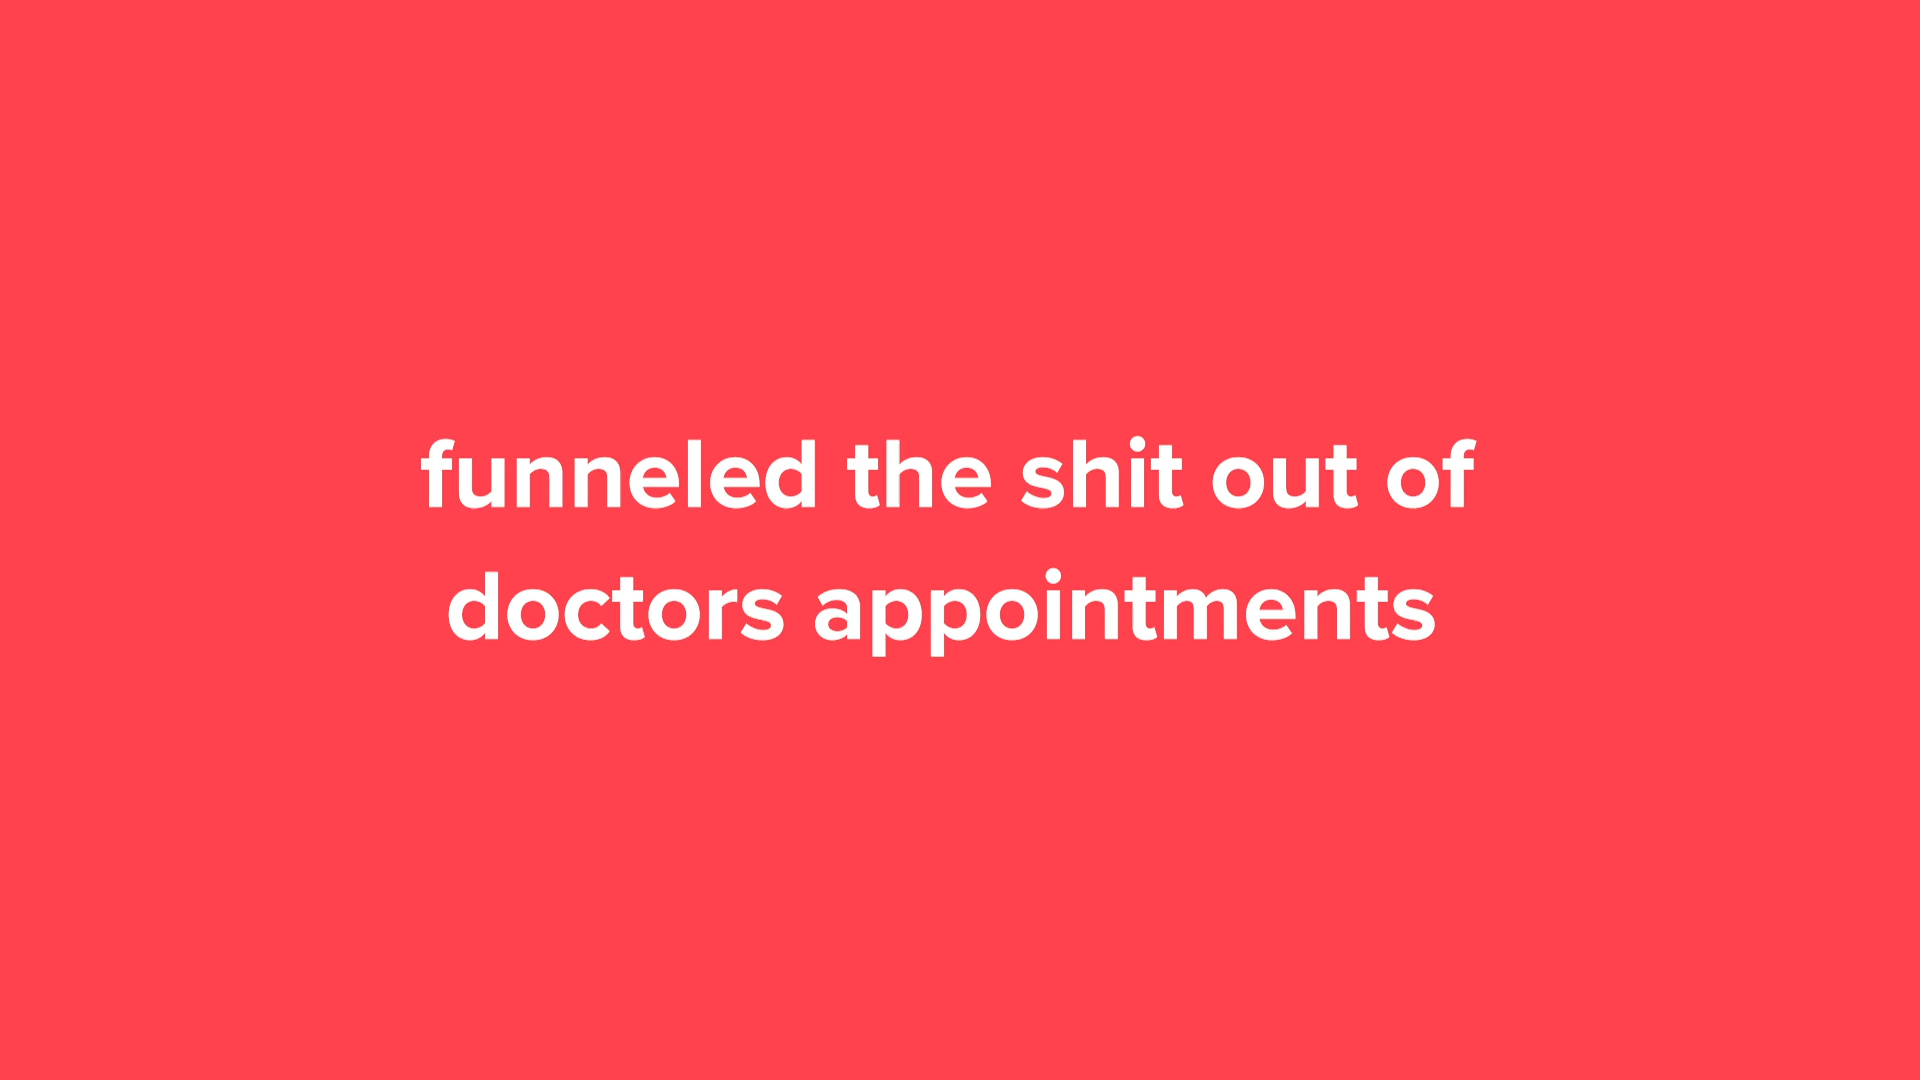 funneled the shit out of
doctors appointments